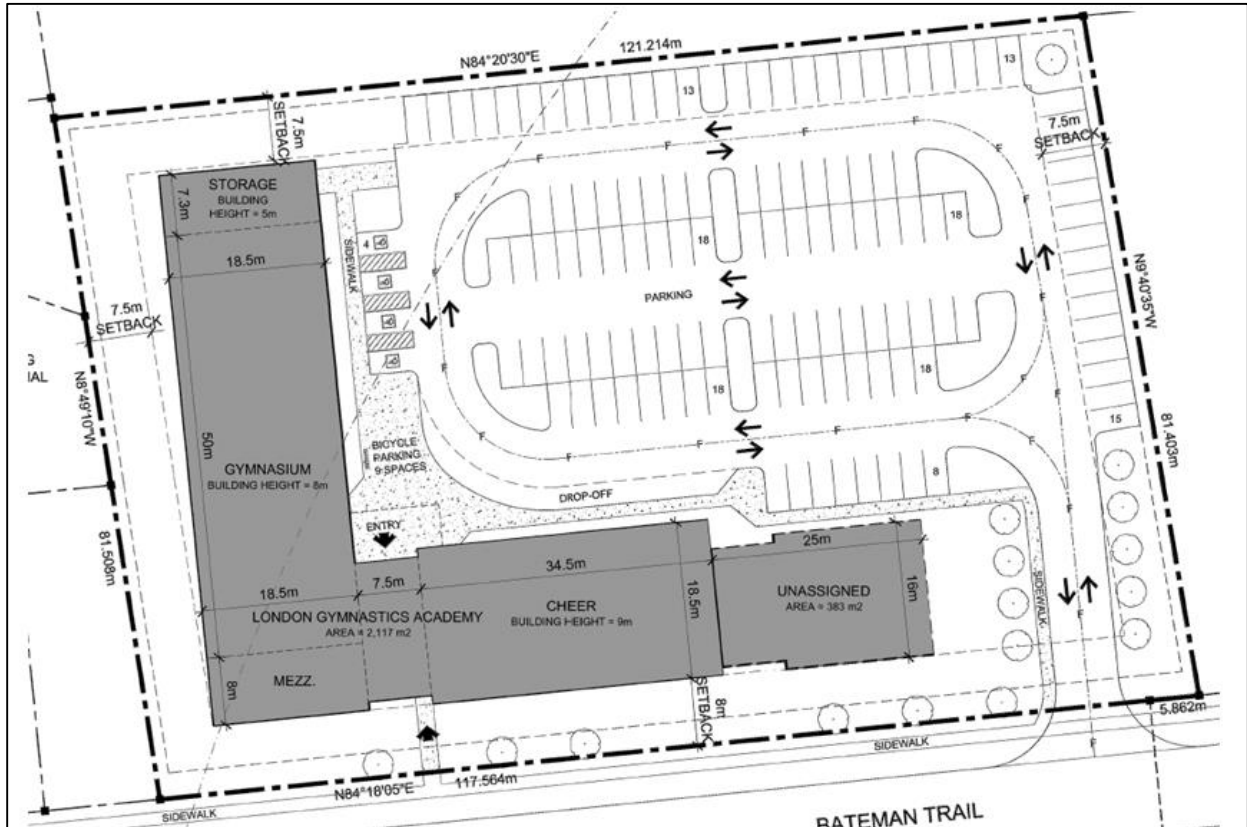 N84°20'30"E
121.214m
13
13
7.5m
SETBACK
7.5m
SETBACK
STORAGE
BUILDING
HEIGHT = 5m
7.3m
18.5m
SIDEWALK
4
F
F
F
F
F
F
18
18
F
F
7.5m
SETBACK
N8°49'10"W
PARKING
N9°40'35"W
F
F
F
50m
GYMNASIUM
BUILDING HEIGHT = 8m
BICYCLE
PARKING
9 SPACES
18
18
F
F
F
F
F
F
F
15
81.403m
81.508m
DROP-OFF
8
F
ENTRY
18.5m
7.5m
34.5m
25m
LONDON GYMNASTICS ACADEMY
AREA = 2,117 m2
CHEER
BUILDING HEIGHT = 9m
18.5m
UNASSIGNED
AREA = 383 m2
16m
SIDEWALK
F
MEZZ.
8m
8m
SETBACK
5.862m
N84°18'05"E
117.564m
SIDEWALK
SIDEWALK
F
BATEMAN TRAIL